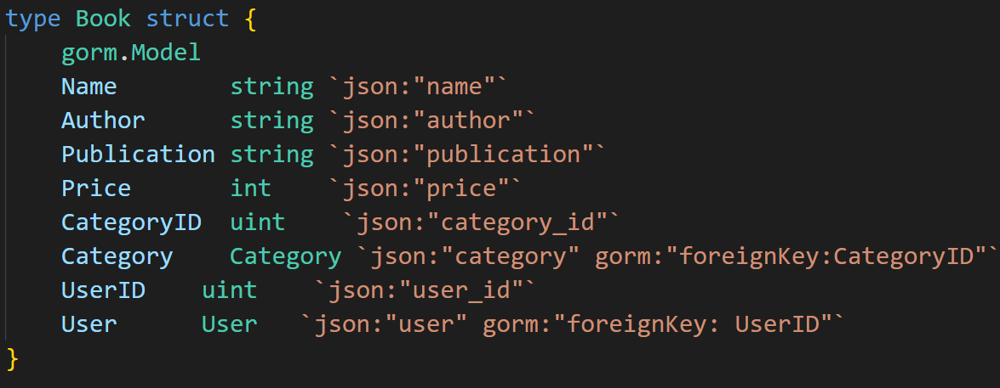 type Book struct {
    gorm.Model
    Name        string `json:"name"`
    Author      string `json:"author"`
    Publication string `json:"publication"`
    Price       int    `json:"price"`
    CategoryID  uint    `json:"category_id"`
    Category    Category `json:"category" gorm:"foreignKey:CategoryID"`
    UserID    uint    `json:"user_id"`
    User      User   `json:"user" gorm:"foreignKey: UserID"`
}